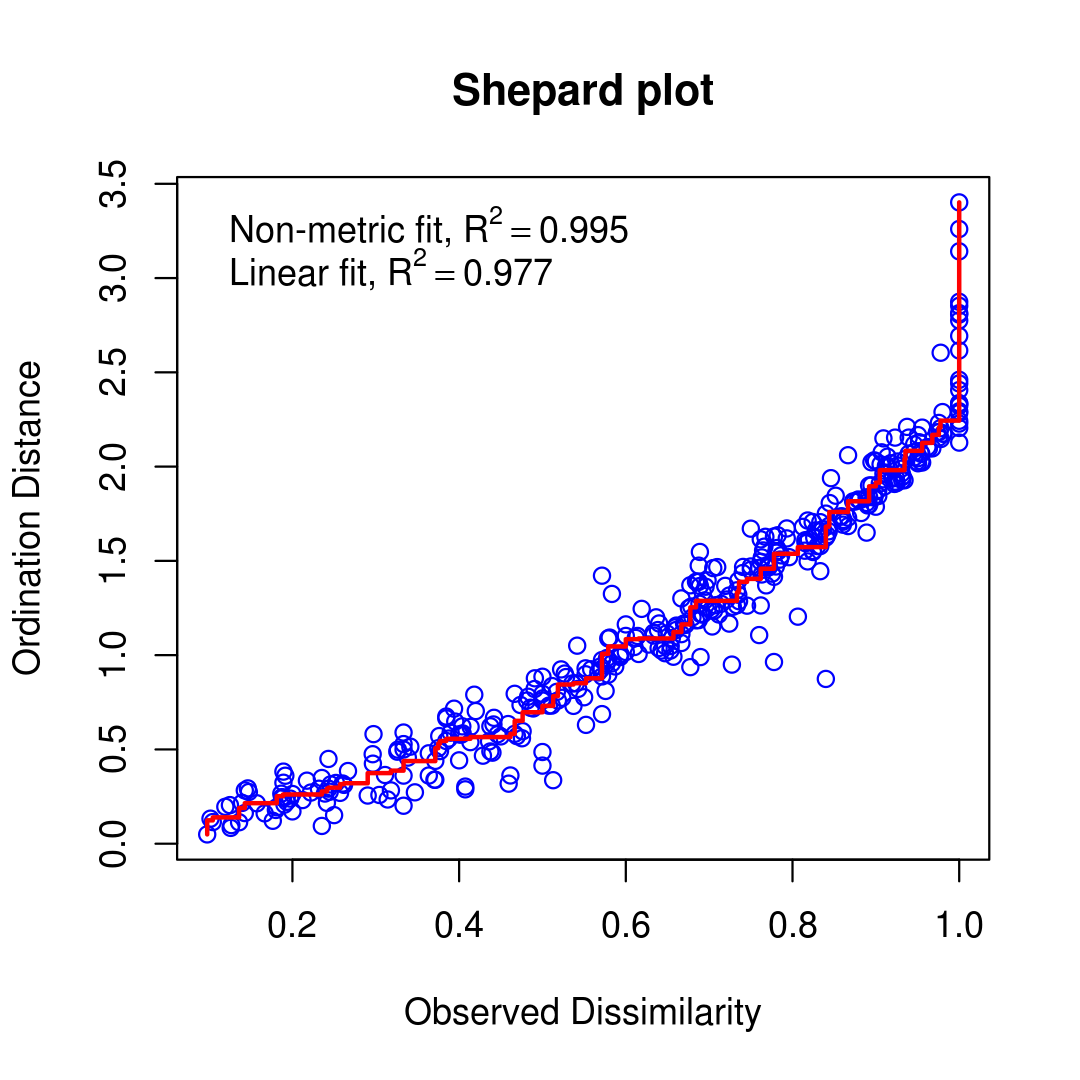 Shepard plot
Non-metric fit, R² = 0.995
Linear fit, R² = 0.977
Ordination Distance
3.5
3.0
2.5
2.0
1.5
1.0
0.5
0.0
0.2 0.4 0.6 0.8 1.0
Observed Dissimilarity